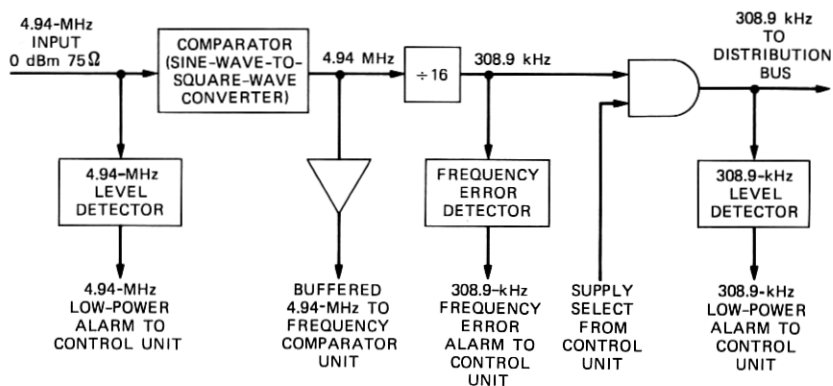 4.94-MHz
INPUT
0 dBm 75Ω
COMPARATOR
(SINE-WAVE-TO-
SQUARE-WAVE
CONVERTER)
4.94 MHz
÷16
308.9 kHz
308.9 kHz
TO
DISTRIBUTION
BUS
4.94-MHz
LEVEL
DETECTOR
FREQUENCY
ERROR
DETECTOR
308.9-kHz
LEVEL
DETECTOR
4.94-MHz
LOW-POWER
ALARM TO
CONTROL UNIT
BUFFERED
4.94-MHz TO
FREQUENCY
COMPARATOR
UNIT
308.9-kHz
FREQUENCY
ERROR
ALARM TO
CONTROL
UNIT
SUPPLY
SELECT
FROM
CONTROL
UNIT
308.9-kHz
LOW-POWER
ALARM TO
CONTROL
UNIT